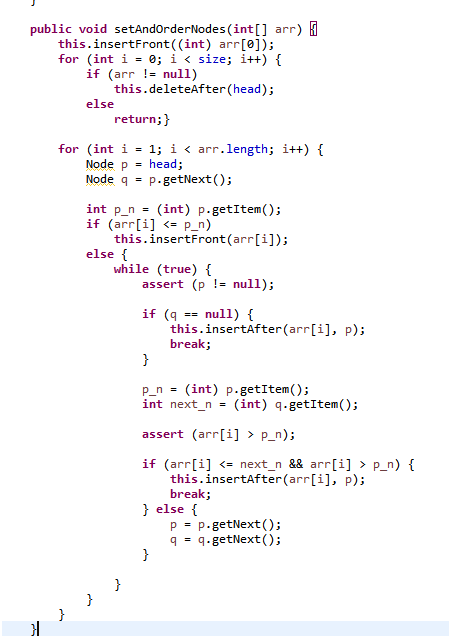 }
public void setAndOrderNodes(int[] arr) {
    this.insertFront((int) arr[0]);
    for (int i = 0; i < size; i++) {
        if (arr != null)
            this.deleteAfter(head);
        else
            return;}

    for (int i = 1; i < arr.length; i++) {
        Node p = head;
        Node q = p.getNext();

        int p_n = (int) p.getItem();
        if (arr[i] <= p_n)
            this.insertFront(arr[i]);
        else {
            while (true) {
                assert (p != null);

                if (q == null) {
                    this.insertAfter(arr[i], p);
                    break;
                }

                p_n = (int) p.getItem();
                int next_n = (int) q.getItem();

                assert (arr[i] > p_n);

                if (arr[i] <= next_n && arr[i] > p_n) {
                    this.insertAfter(arr[i], p);
                    break;
                } else {
                    p = p.getNext();
                    q = q.getNext();
                }

            }
        }
    }
}